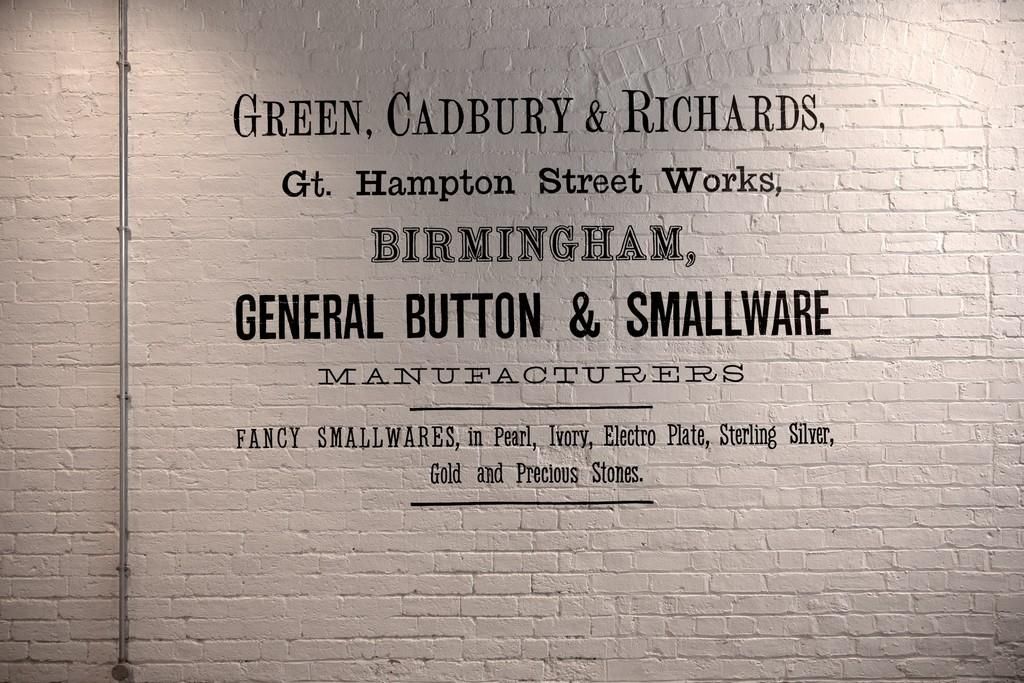 GREEN, CADBURY & RICHARDS,
Gt. Hampton Street Works,
BIRMINGHAM,
GENERAL BUTTON & SMALLWARE
MANUFACTURERS
FANCY SMALLWARES, in Pearl, Ivory, Electro Plate, Sterling Silver,
Gold and Precious Stones.